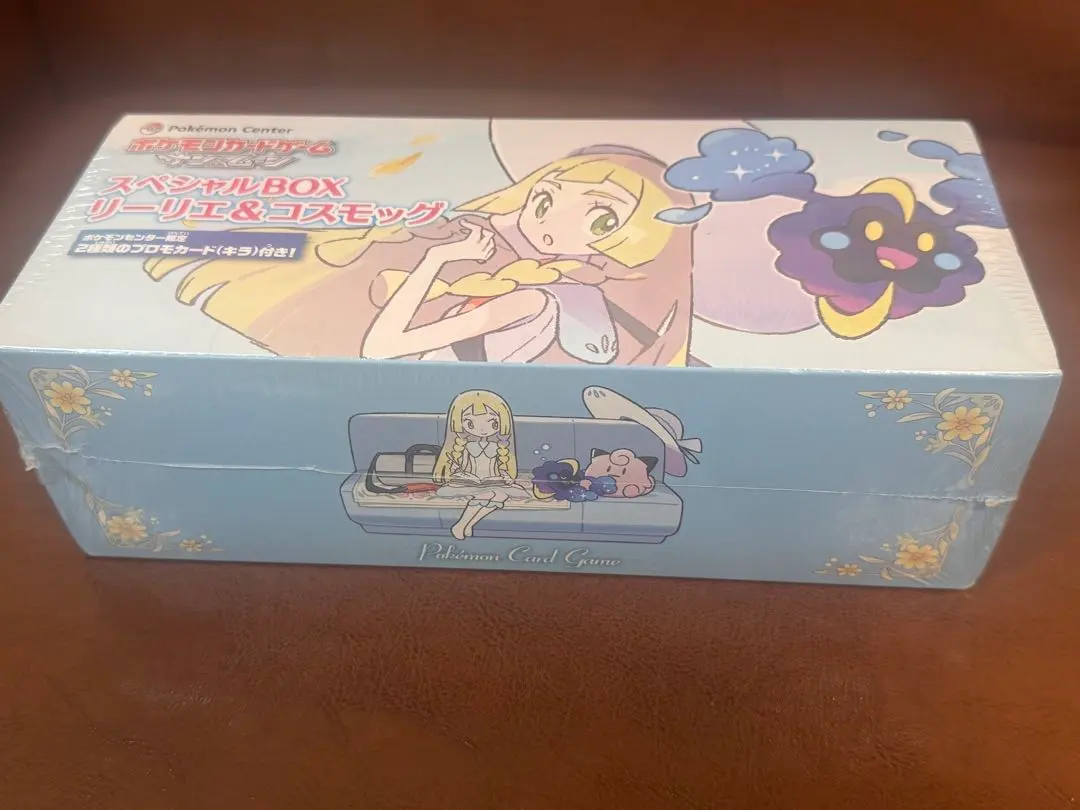 Pokémon Center
ポケモンカードゲーム
サン&ムーン
スペシャルBOX
リーリエ&コスモッグ
ポケモンセンター限定
2種類のプロモカード(キラ)付き!
Pokémon Card Game